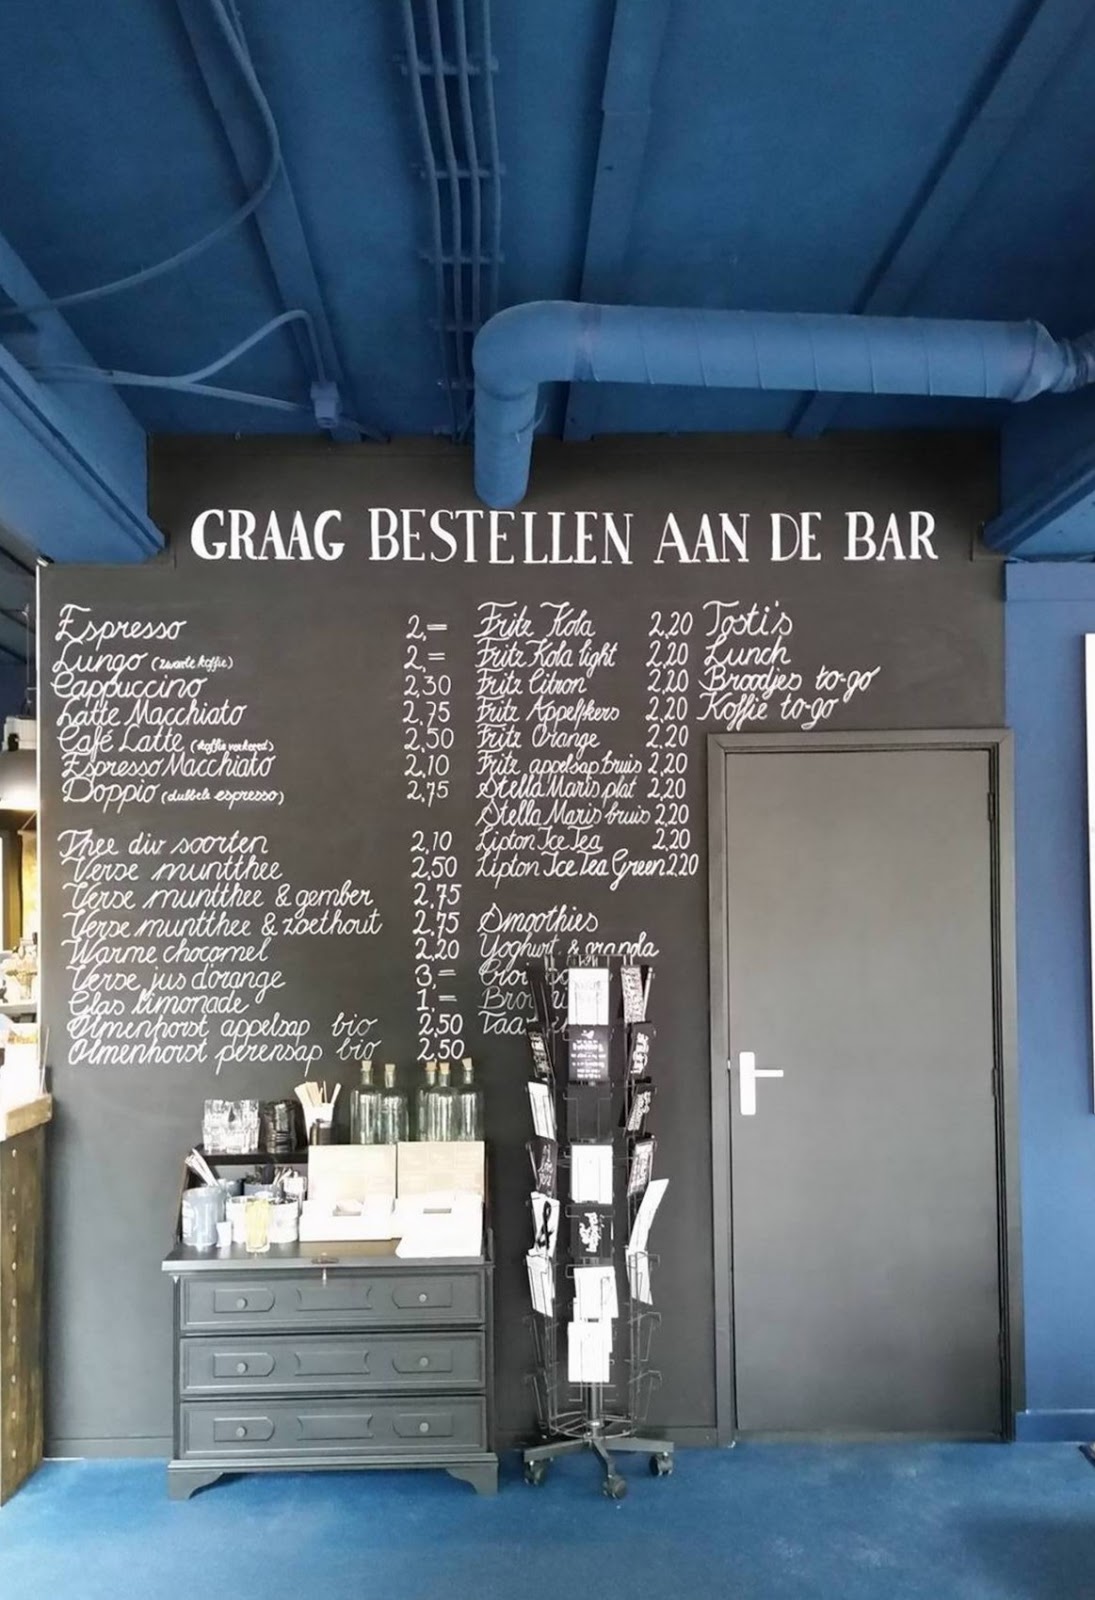 GRAAG BESTELLEN AAN DE BAR
Espresso 2,=
Lungo (zwarte koffie) 2,=
Cappuccino 2,30
Latte Macchiato 2,75
Café Latte (koffie verkeerd) 2,50
Espresso Macchiato 2,10
Doppio (dubbele espresso) 2,75
Thee div soorten 2,10
Verse muntthee 2,50
Verse muntthee & gember 2,75
Verse muntthee & zoethout 2,75
Warme chocomel 2,20
Verse jus d'orange 3,=
Glas limonade 1,=
Olmenhorst appelsap bio 2,50
Olmenhorst perensap bio 2,50
Fritz Kola 2,20
Fritz Kola light 2,20
Fritz Citron 2,20
Fritz Appelkers 2,20
Fritz Orange 2,20
Fritz appelsap bruis 2,20
Stella Maris plat 2,20
Stella Maris bruis 2,20
Lipton Ice Tea 2,20
Lipton Ice Tea Green 2,20
Smoothies
Yoghurt & granola
Tosti's
Lunch
Broodjes to-go
Koffie to-go